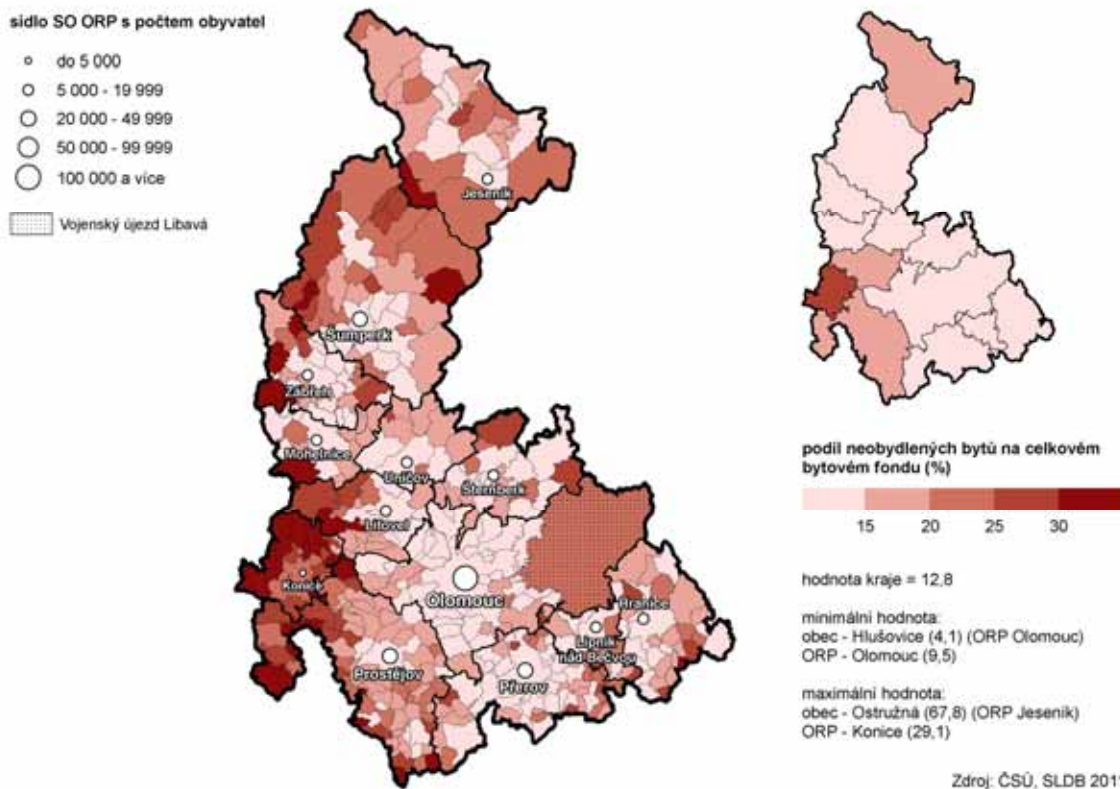 sídlo SO ORP s počtem obyvatel
do 5 000
5 000 - 19 999
20 000 - 49 999
50 000 - 99 999
100 000 a více
Vojenský újezd Libavá
Jeseník
Šumperk
Zábřeh
Mohelnice
Uničov
Šternberk
Litovel
Konice
Olomouc
Hranice
Lipník
nad Bečvou
Prostějov
Přerov
podíl neobydlených bytů na celkovém
bytovém fondu (%)
15 20 25 30
hodnota kraje = 12,8
minimální hodnota:
obec - Hlušovice (4,1) (ORP Olomouc)
ORP - Olomouc (9,5)
maximální hodnota:
obec - Ostružná (67,8) (ORP Jeseník)
ORP - Konice (29,1)
Zdroj: ČSÚ, SLDB 2011